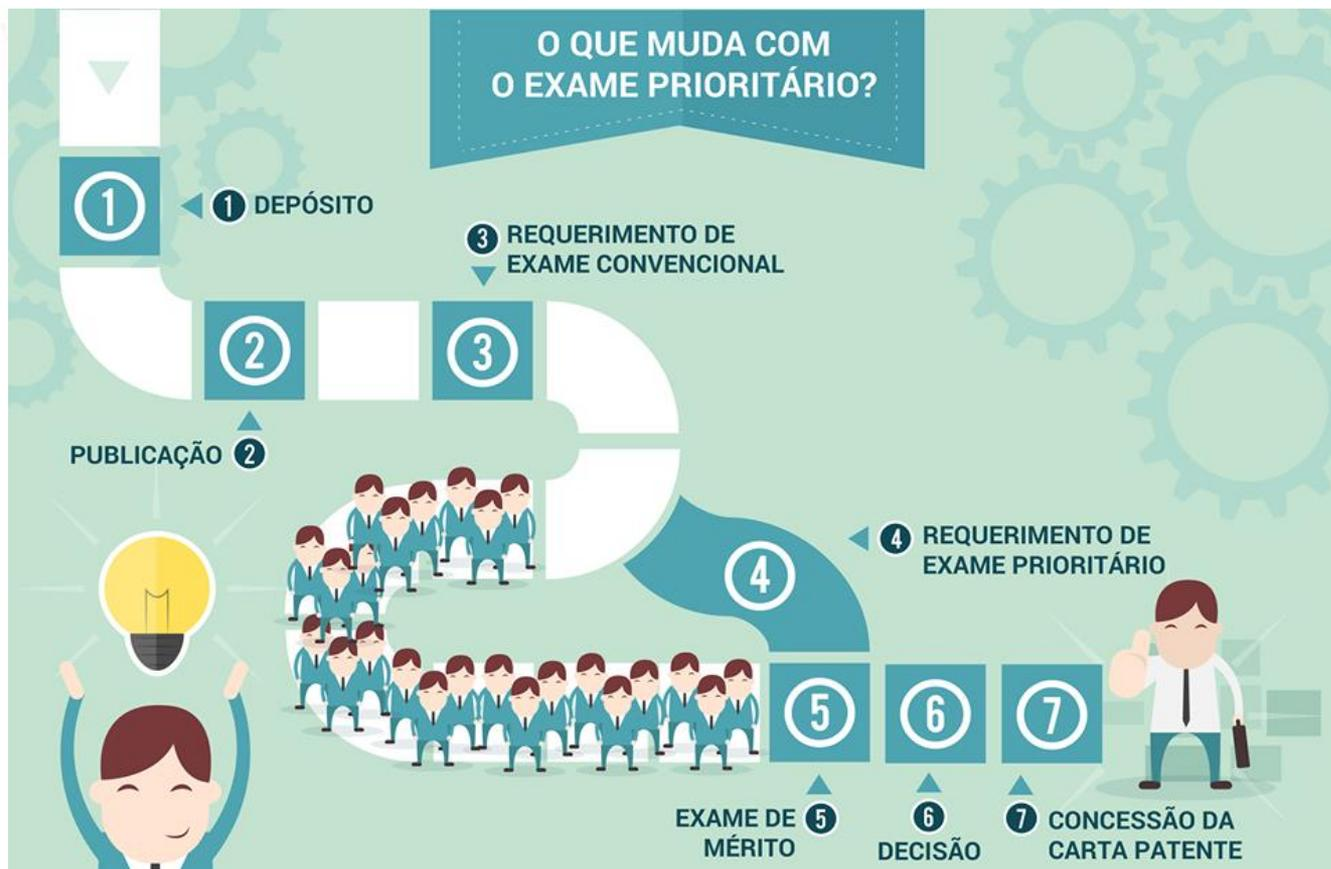 O QUE MUDA COM
O EXAME PRIORITÁRIO?
1
1 DEPÓSITO
3 REQUERIMENTO DE
EXAME CONVENCIONAL
2
3
PUBLICAÇÃO 2
4 REQUERIMENTO DE
EXAME PRIORITÁRIO
4
5
6
7
EXAME DE
MÉRITO 5
6
DECISÃO
7 CONCESSÃO DA
CARTA PATENTE